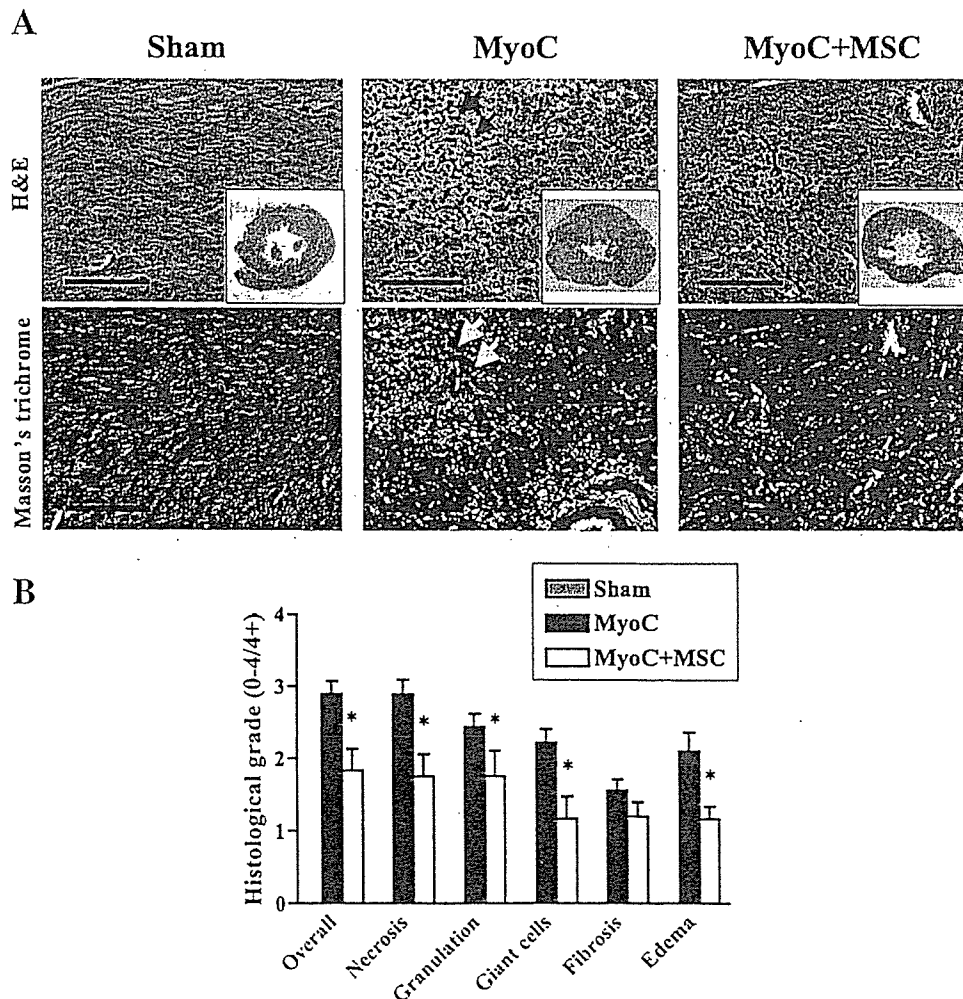 A
Sham MyoC MyoC+MSC
H&E
Masson's trichrome
B
Sham
MyoC
MyoC+MSC
Histological grade (0-4/4+)
4
3
2
1
0
* * * * *
Overall Necrosis Granulation Giant cells Fibrosis Edema